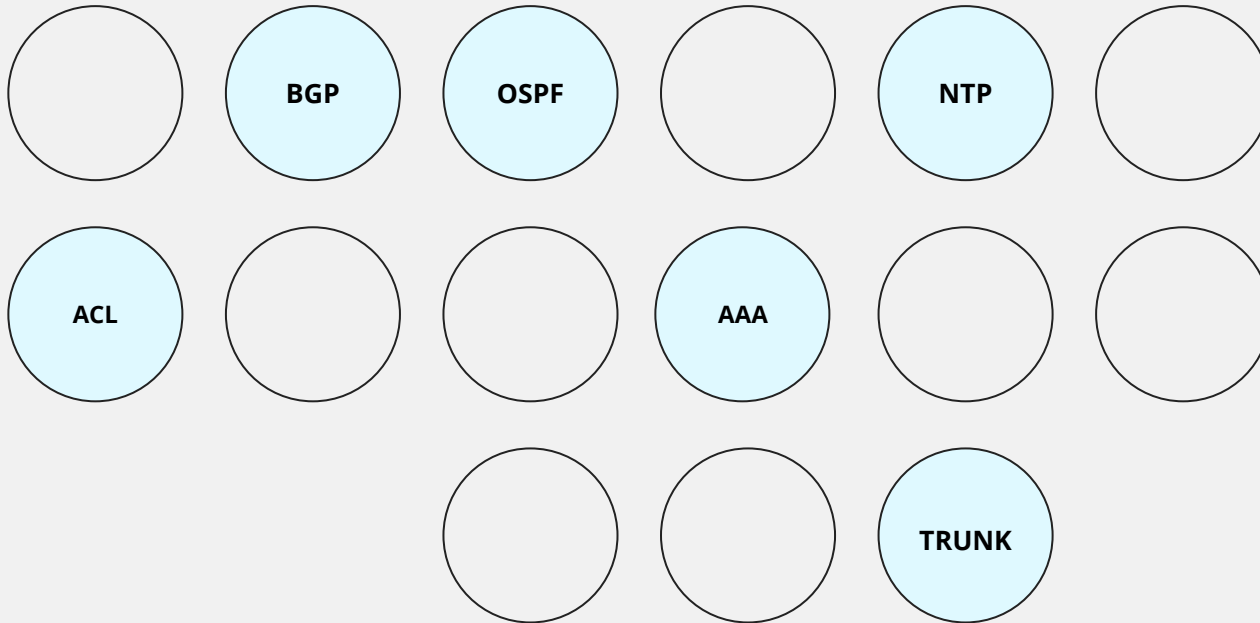 BGP
OSPF
NTP
ACL
AAA
TRUNK